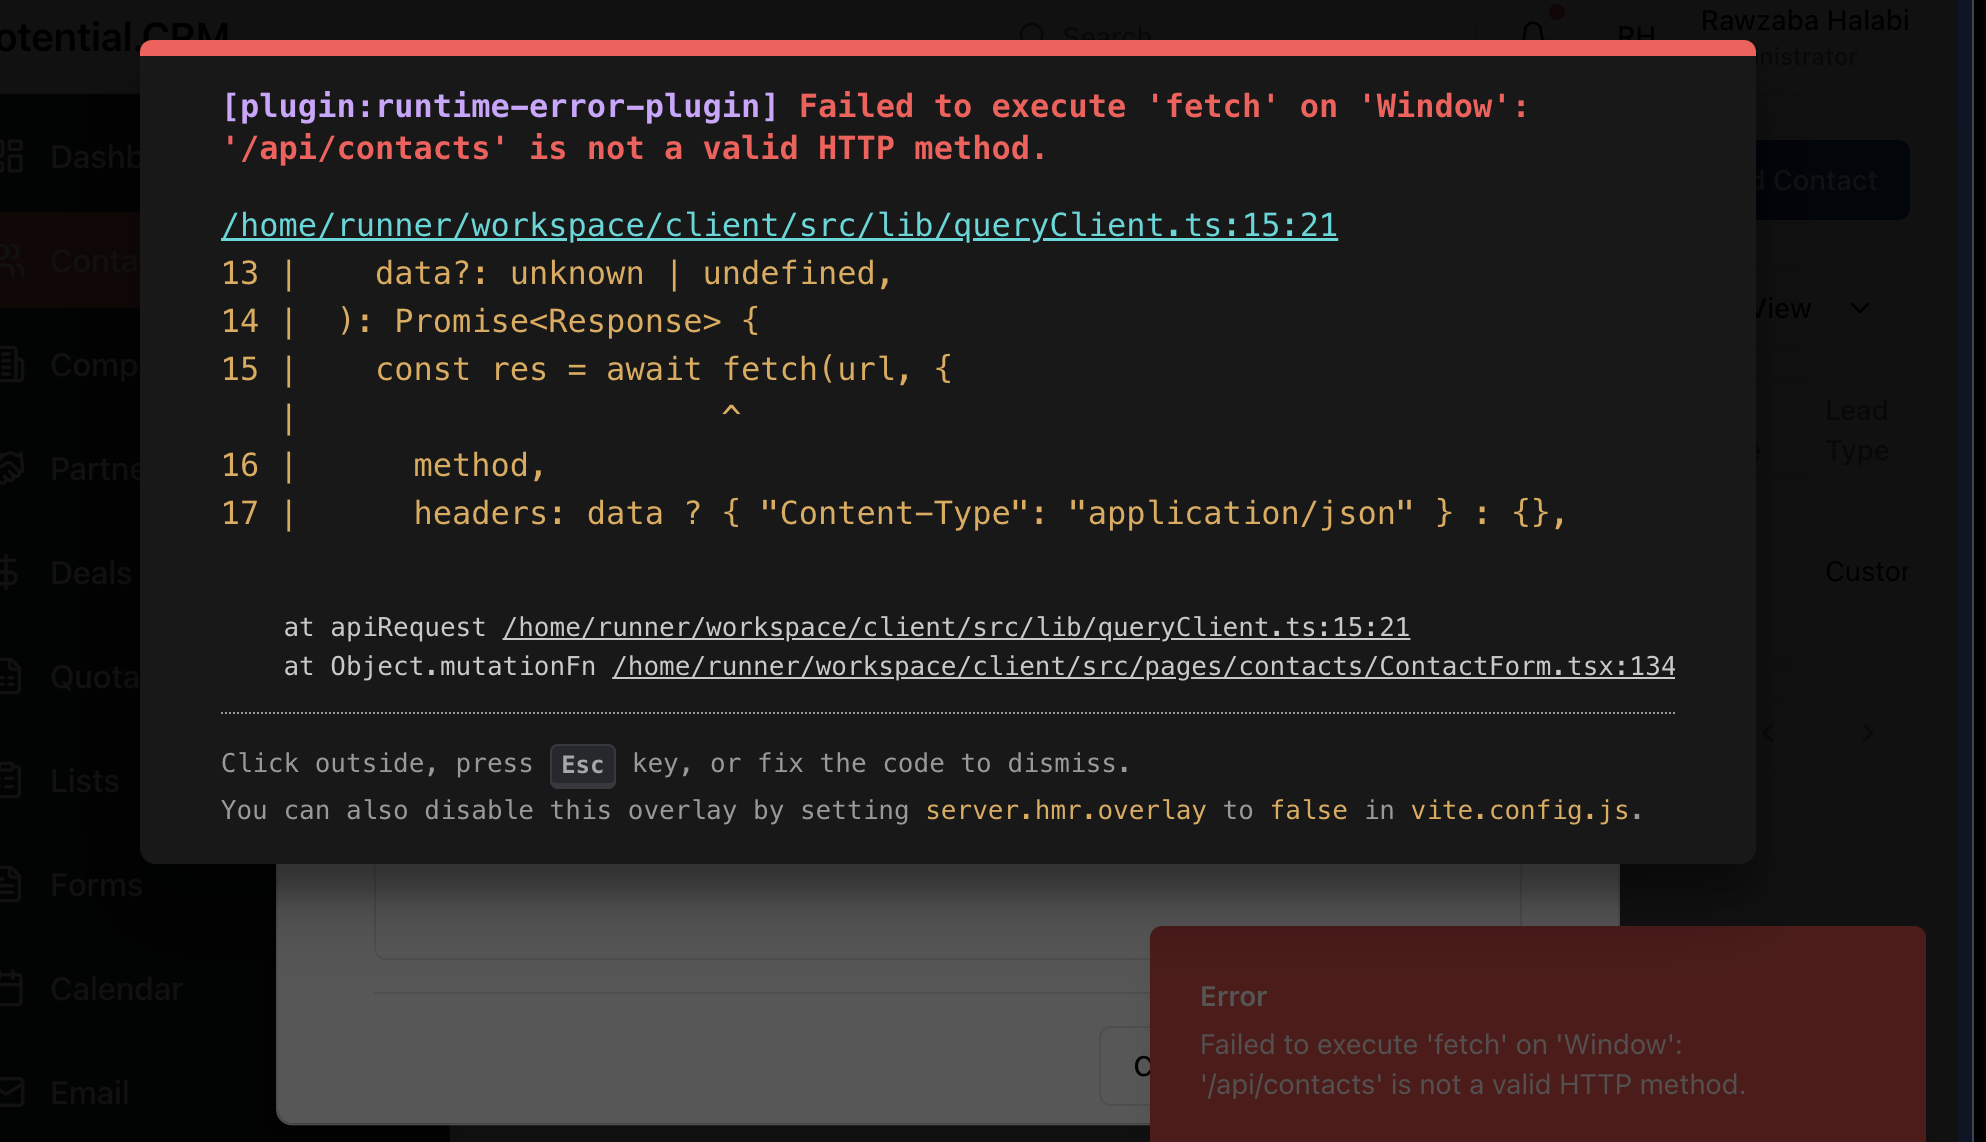 otential.CRM
Search
RH
Rawzaba Halabi
nistrator
[plugin:runtime-error-plugin] Failed to execute 'fetch' on 'Window':
'/api/contacts' is not a valid HTTP method.
/home/runner/workspace/client/src/lib/queryClient.ts:15:21
13 |    data?: unknown | undefined,
14 |  ): Promise<Response> {
15 |    const res = await fetch(url, {
   |                      ^
16 |      method,
17 |      headers: data ? { "Content-Type": "application/json" } : {},
at apiRequest /home/runner/workspace/client/src/lib/queryClient.ts:15:21
at Object.mutationFn /home/runner/workspace/client/src/pages/contacts/ContactForm.tsx:134
Click outside, press Esc key, or fix the code to dismiss.
You can also disable this overlay by setting server.hmr.overlay to false in vite.config.js.
Dashb
Conta
Comp
Partne
Deals
Quota
Lists
Forms
Calendar
Email
d Contact
View
Lead
Type
Custor
C
Error
Failed to execute 'fetch' on 'Window':
'/api/contacts' is not a valid HTTP method.